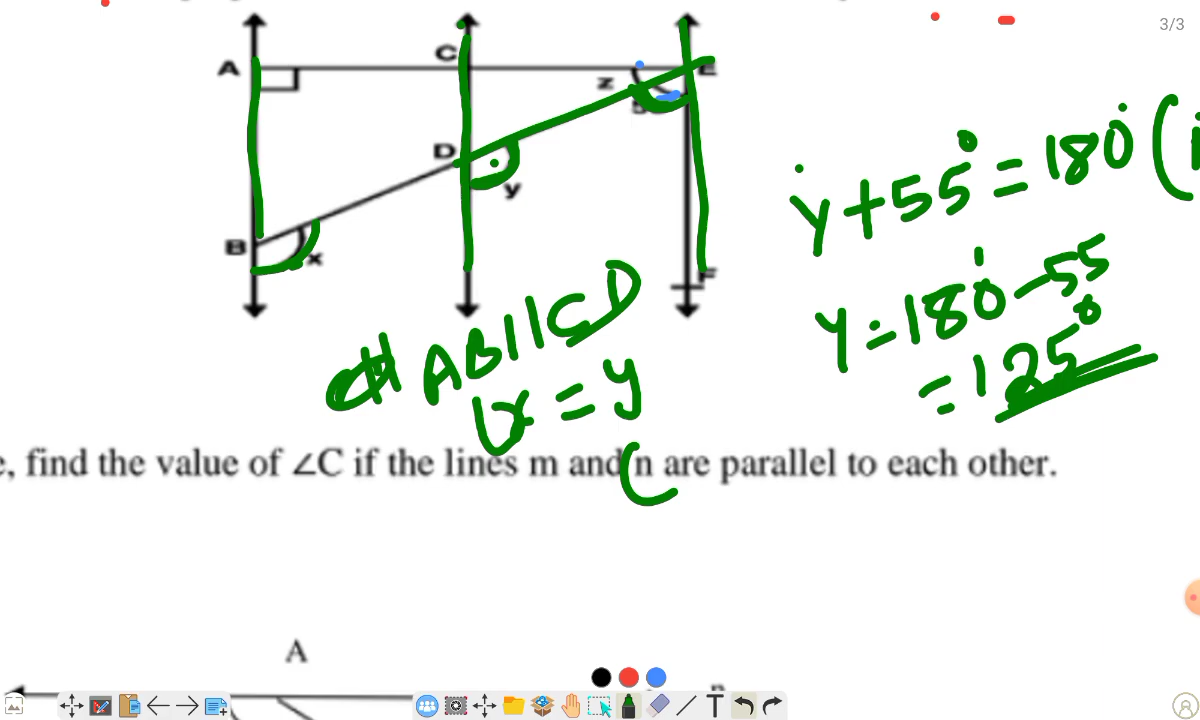 3/3
A C E
z
D
y
B x
F
y + 55° = 180° (
y = 180° - 55
= 125°
AB || CD
x = y
(
, find the value of ∠C if the lines m and n are parallel to each other.
A
T